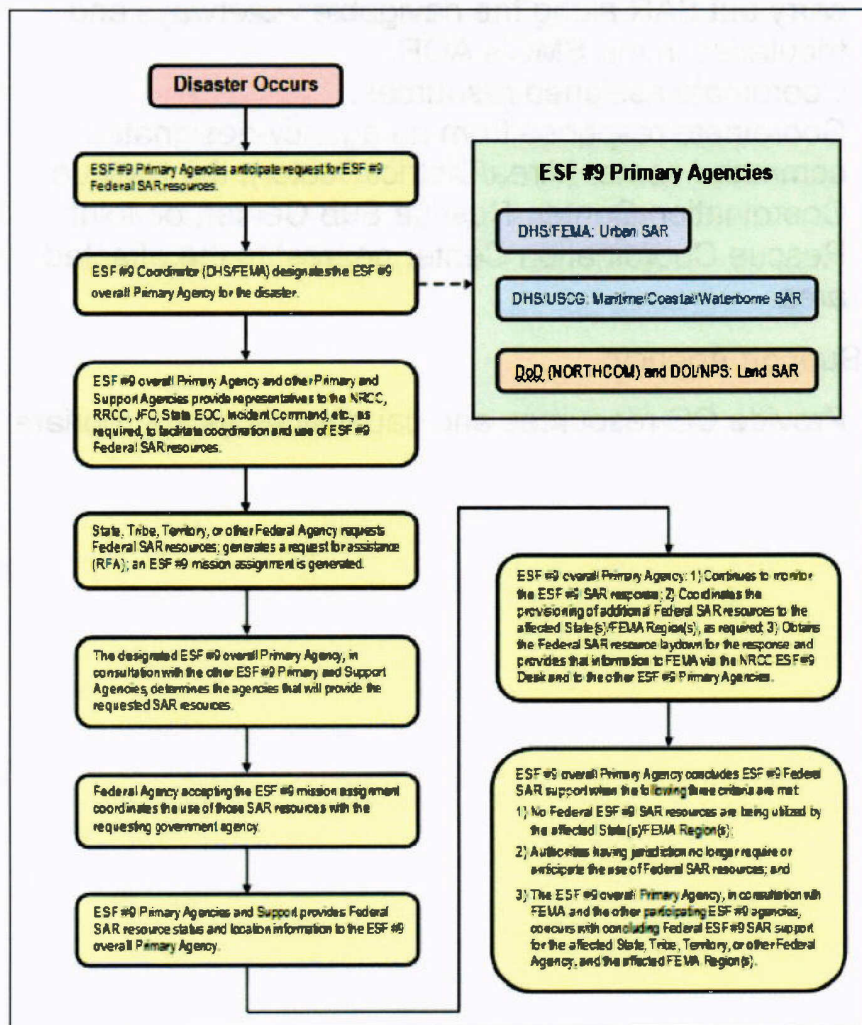 Disaster Occurs
ESF #9 Primary Agencies anticipate request for ESF #9
Federal SAR resources.
ESF #9 Coordinator (DHS/FEMA) designates the ESF #9
overall Primary Agency for the disaster.
ESF #9 Primary Agencies
DHS/FEMA: Urban SAR
DHS/USCG: Maritime/Coastal/Waterborne SAR
DoD (NORTHCOM) and DOI/NPS: Land SAR
ESF #9 overall Primary Agency and other Primary and
Support Agencies provide representatives to the NRCC,
RRCC, JFO, State EOC, Incident Command, etc., as
required, to facilitate coordination and use of ESF #9
Federal SAR resources.
State, Tribe, Territory, or other Federal Agency requests
Federal SAR resources; generates a request for assistance
(RFA); an ESF #9 mission assignment is generated.
The designated ESF #9 overall Primary Agency, in
consultation with the other ESF #9 Primary and Support
Agencies, determines the agencies that will provide the
requested SAR resources.
Federal Agency accepting the ESF #9 mission assignment
coordinates the use of those SAR resources with the
requesting government agency.
ESF #9 Primary Agencies and Support provides Federal
SAR resource status and location information to the ESF #9
overall Primary Agency.
ESF #9 overall Primary Agency: 1) Continues to monitor
the ESF #9 SAR response; 2) Coordinates the
provisioning of additional Federal SAR resources to the
affected State(s)/FEMA Region(s), as required; 3) Obtains
the Federal SAR resource laydown for the response and
provides that information to FEMA via the NRCC ESF #9
Desk and to the other ESF #9 Primary Agencies.
ESF #9 overall Primary Agency concludes ESF #9 Federal
SAR support when the following three criteria are met:
1) No Federal ESF #9 SAR resources are being utilized by
the affected State(s)/FEMA Region(s);
2) Authorities having jurisdiction no longer require or
anticipate the use of Federal SAR resources; and
3) The ESF #9 overall Primary Agency, in consultation with
FEMA and the other participating ESF #9 agencies,
concurs with concluding Federal ESF #9 SAR support
for the affected State, Tribe, Territory, or other Federal
Agency, and the affected FEMA Region(s).